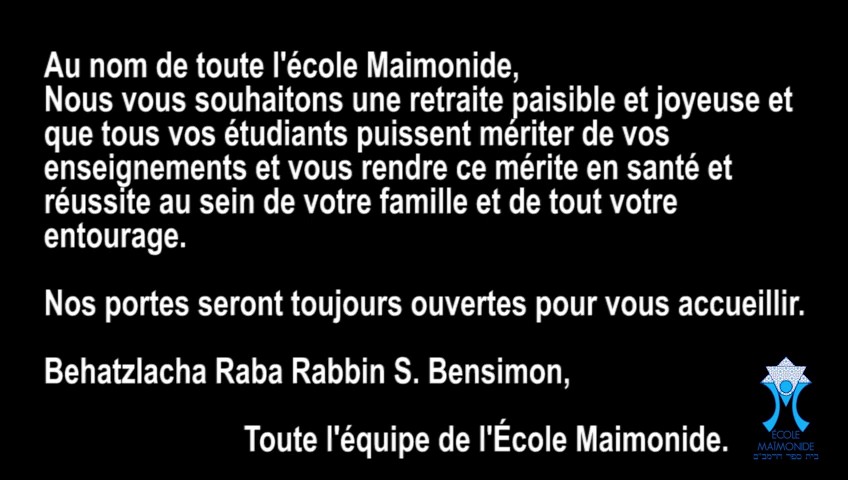 Au nom de toute l'école Maimonide,
Nous vous souhaitons une retraite paisible et joyeuse et
que tous vos étudiants puissent mériter de vos
enseignements et vous rendre ce mérite en santé et
réussite au sein de votre famille et de tout votre
entourage.
Nos portes seront toujours ouvertes pour vous accueillir.
Behatzlacha Raba Rabbin S. Bensimon,
Toute l'équipe de l'École Maimonide.
ÉCOLE
MAÏMONIDE
בית ספר הרמב״ם